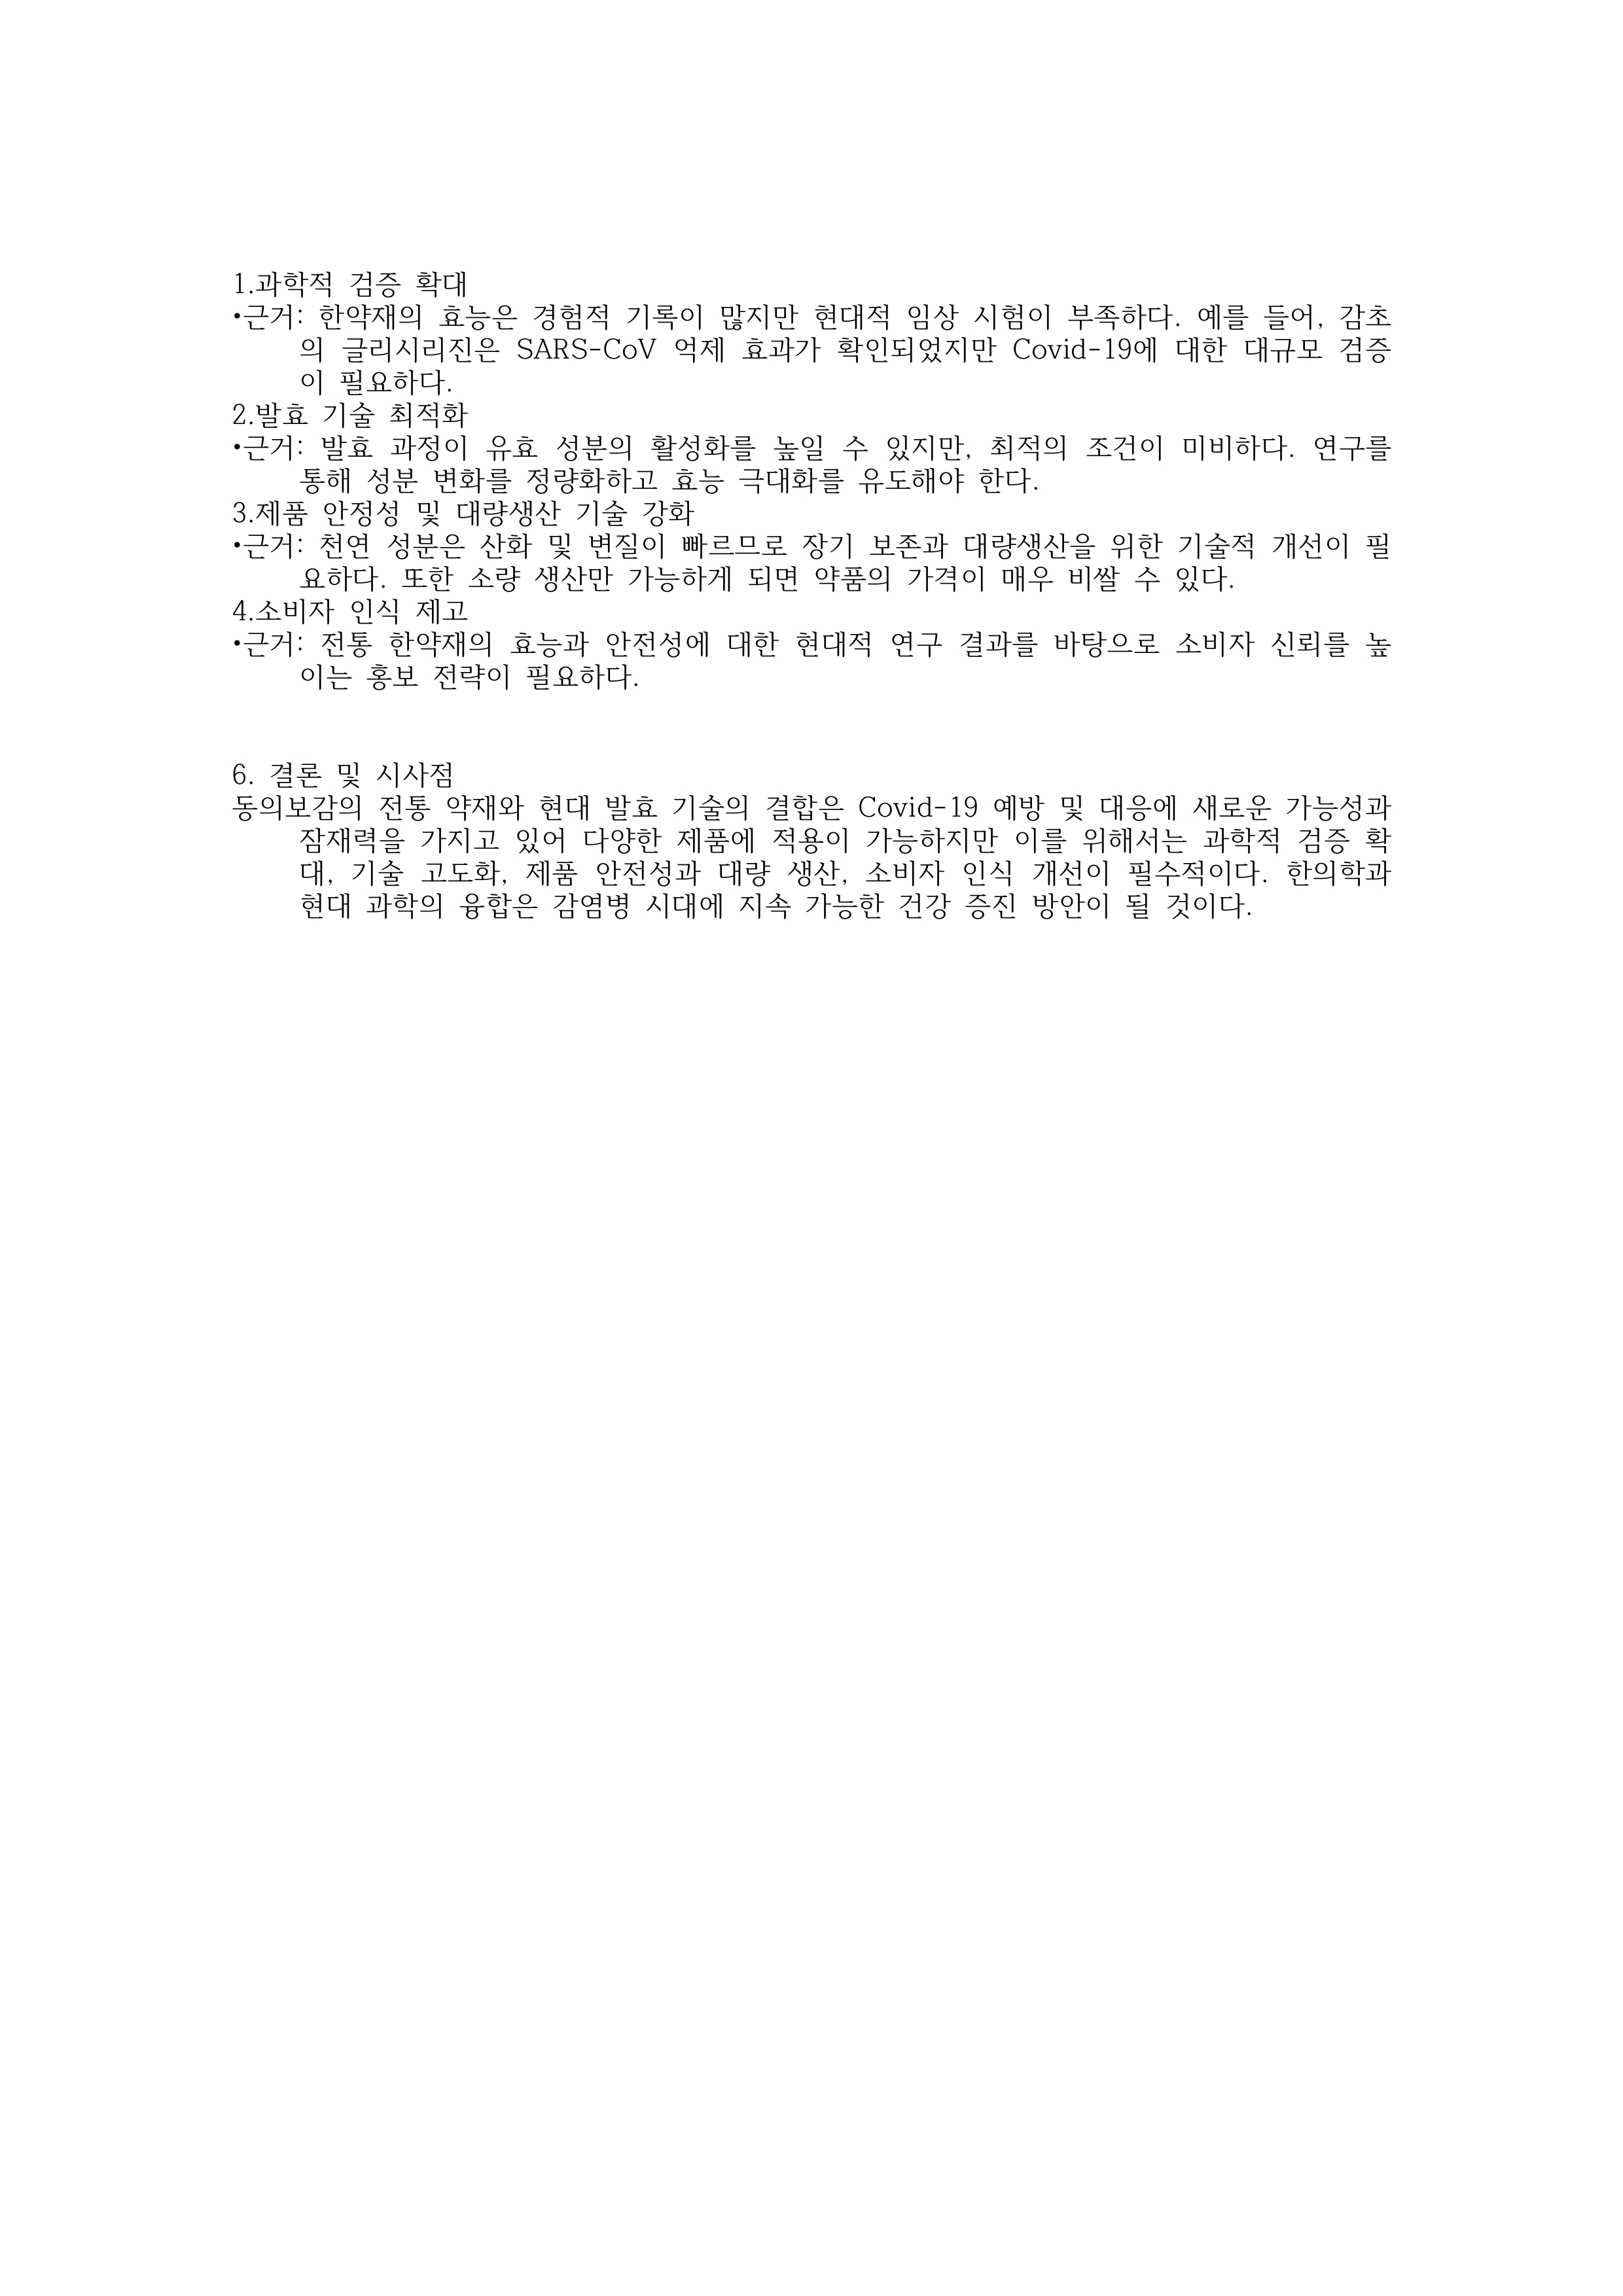 1.과학적 검증 확대
•근거: 한약재의 효능은 경험적 기록이 많지만 현대적 임상 시험이 부족하다. 예를 들어, 감초
의 글리시리진은 SARS-CoV 억제 효과가 확인되었지만 Covid-19에 대한 대규모 검증
이 필요하다.
2.발효 기술 최적화
•근거: 발효 과정이 유효 성분의 활성화를 높일 수 있지만, 최적의 조건이 미비하다. 연구를
통해 성분 변화를 정량화하고 효능 극대화를 유도해야 한다.
3.제품 안정성 및 대량생산 기술 강화
•근거: 천연 성분은 산화 및 변질이 빠르므로 장기 보존과 대량생산을 위한 기술적 개선이 필
요하다. 또한 소량 생산만 가능하게 되면 약품의 가격이 매우 비쌀 수 있다.
4.소비자 인식 제고
•근거: 전통 한약재의 효능과 안전성에 대한 현대적 연구 결과를 바탕으로 소비자 신뢰를 높
이는 홍보 전략이 필요하다.
6. 결론 및 시사점
동의보감의 전통 약재와 현대 발효 기술의 결합은 Covid-19 예방 및 대응에 새로운 가능성과
잠재력을 가지고 있어 다양한 제품에 적용이 가능하지만 이를 위해서는 과학적 검증 확
대, 기술 고도화, 제품 안전성과 대량 생산, 소비자 인식 개선이 필수적이다. 한의학과
현대 과학의 융합은 감염병 시대에 지속 가능한 건강 증진 방안이 될 것이다.